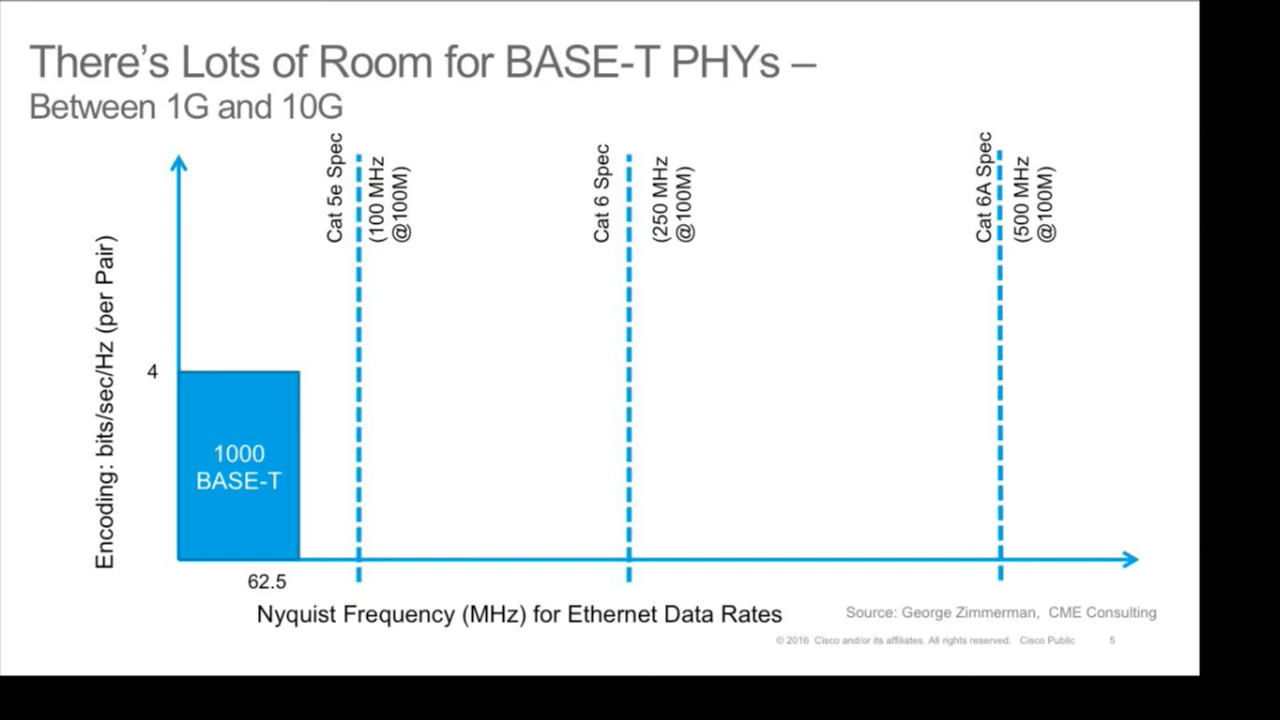 There's Lots of Room for BASE-T PHYs –
Between 1G and 10G
Cat 5e Spec
(100 MHz
@100M)
Cat 6 Spec
(250 MHz
@100M)
Cat 6A Spec
(500 MHz
@100M)
Encoding: bits/sec/Hz (per Pair)
4
1000
BASE-T
62.5
Nyquist Frequency (MHz) for Ethernet Data Rates
Source: George Zimmerman, CME Consulting
© 2016 Cisco and/or its affiliates. All rights reserved. Cisco Public 5